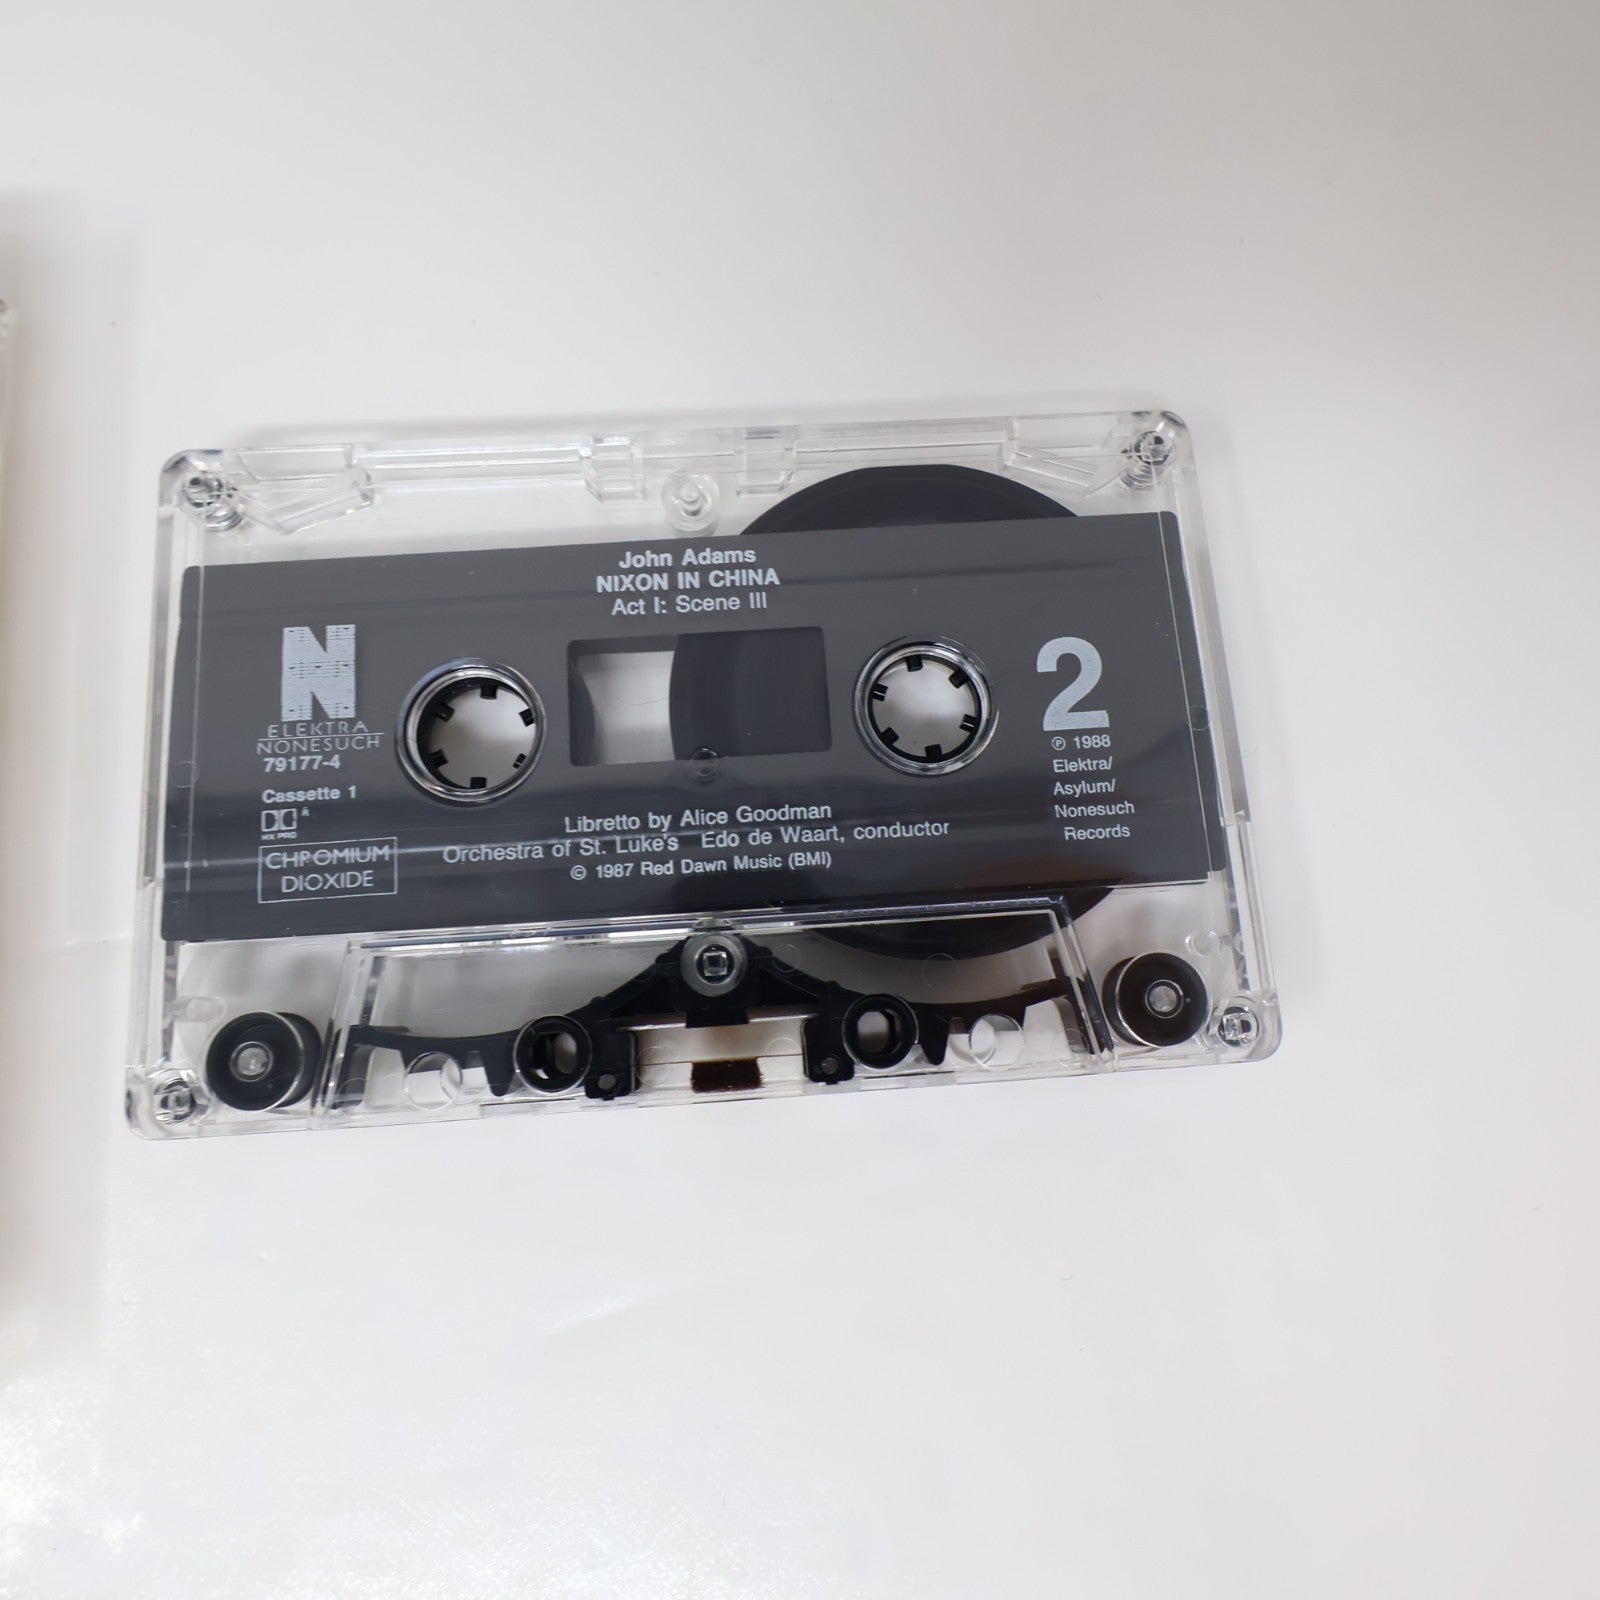 John Adams
NIXON IN CHINA
Act I: Scene III
N
ELEKTRA
NONESUCH
79177-4
Cassette 1
HX PRO
CHROMIUM
DIOXIDE
Libretto by Alice Goodman
Orchestra of St. Luke's Edo de Waart, conductor
© 1987 Red Dawn Music (BMI)
2
℗ 1988
Elektra/
Asylum/
Nonesuch
Records